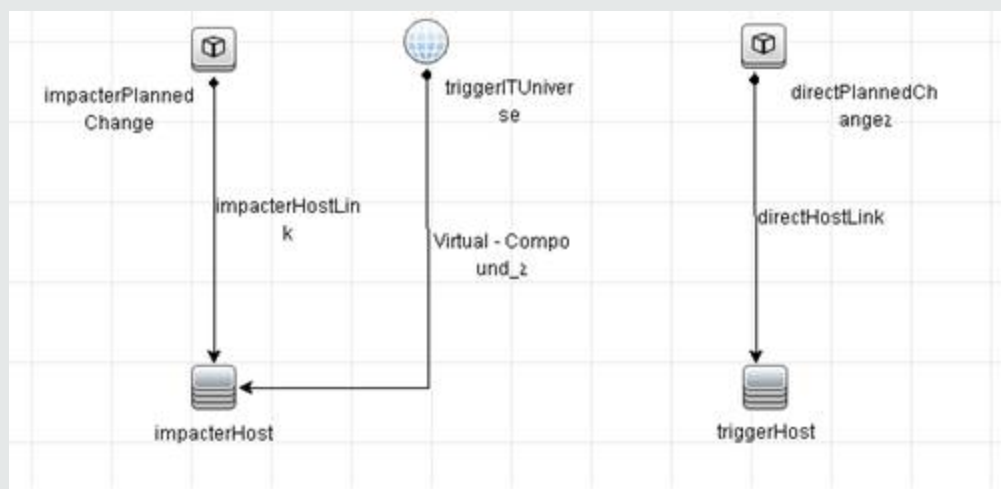 impacterPlanned
Change
triggerITUniver
se
directPlannedCh
ange2
impacterHostLin
k
directHostLink
Virtual - Compo
und_2
impacterHost
triggerHost